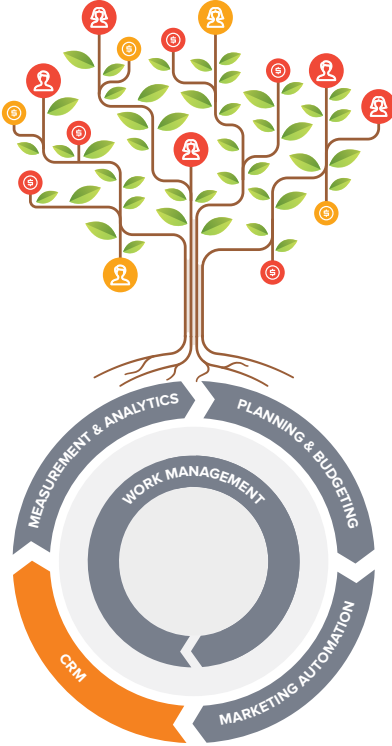 $
$
$
$
$
$
$
$
MEASUREMENT & ANALYTICS
PLANNING & BUDGETING
WORK MANAGEMENT
CRM
MARKETING AUTOMATION